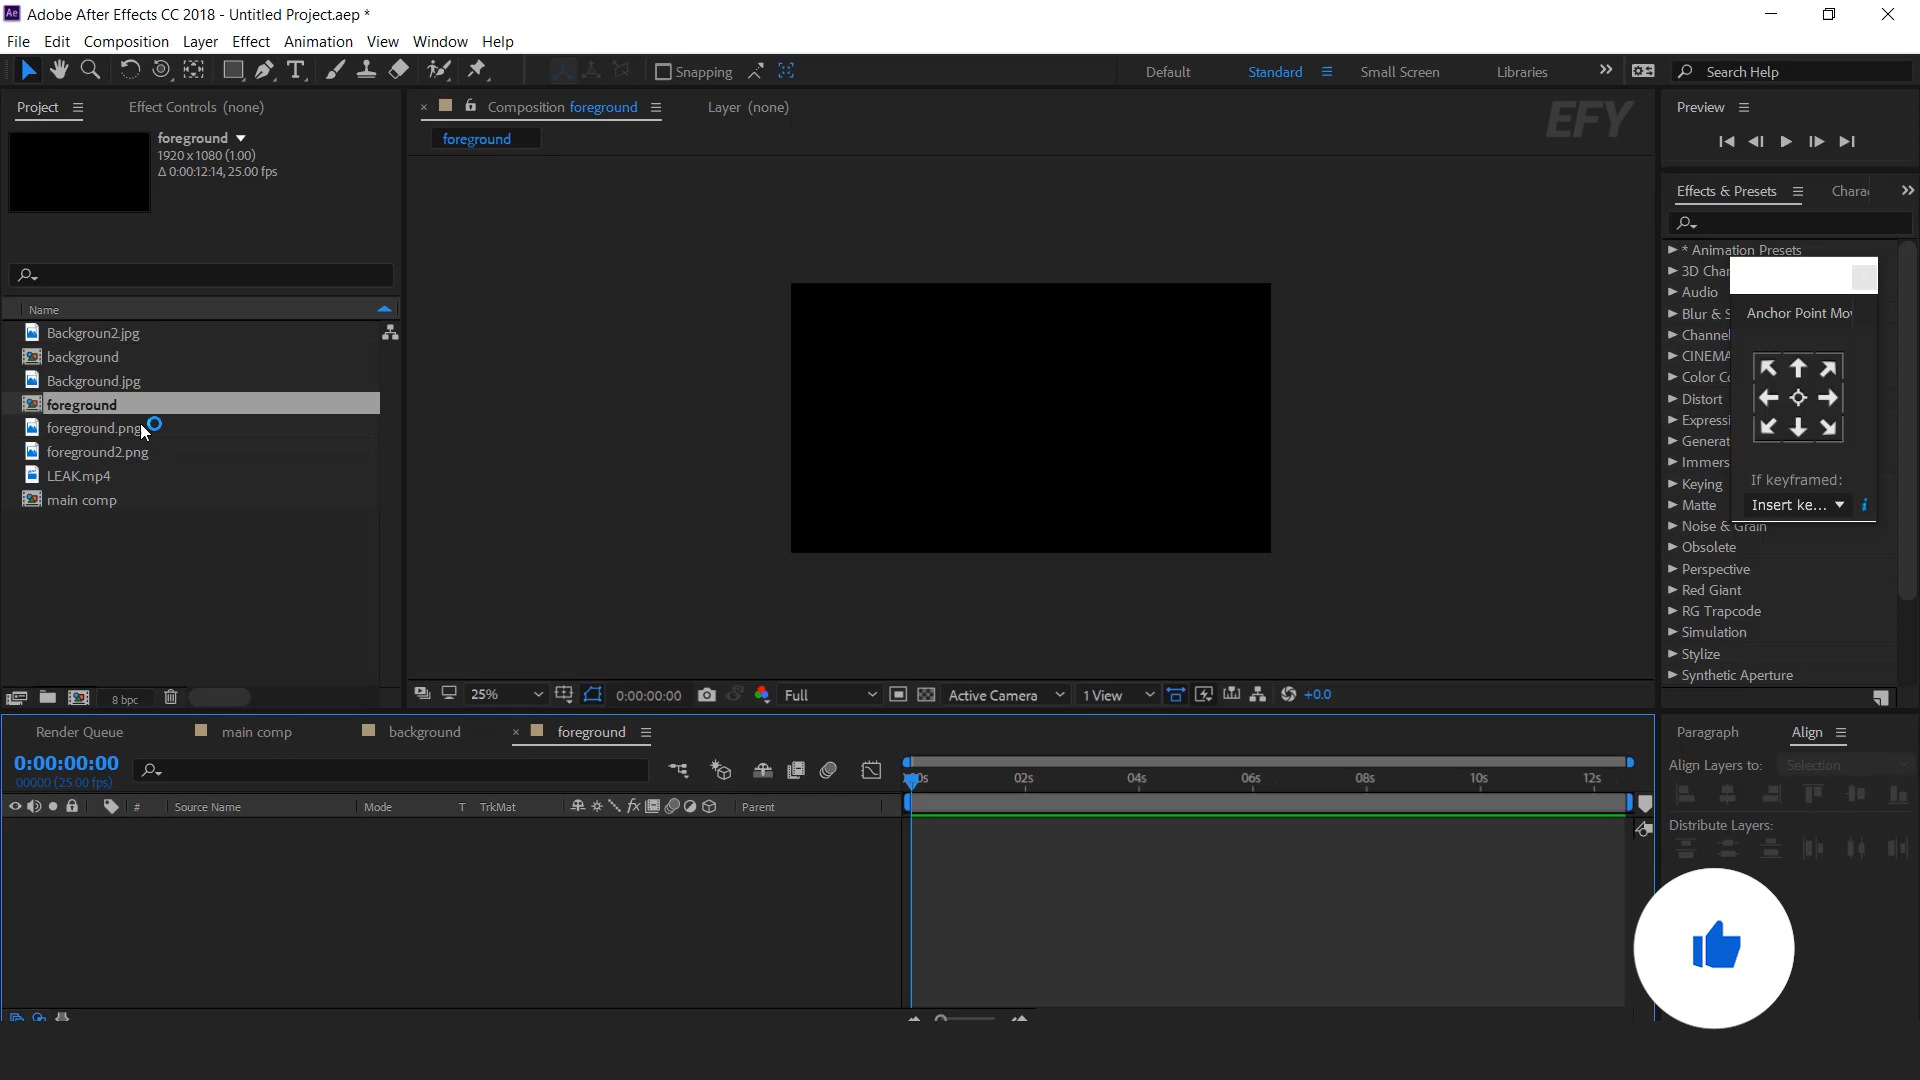 Ae Adobe After Effects CC 2018 - Untitled Project.aep *
File Edit Composition Layer Effect Animation View Window Help
Snapping Default Standard Small Screen Libraries Search Help
Project Effect Controls (none) Composition foreground Layer (none) EFY Preview
foreground
1920 x 1080 (1.00)
Δ 0:00:12:14, 25.00 fps
foreground
Effects & Presets Charac
Name
Backgroun2.jpg
background
Background.jpg
foreground
foreground.png
foreground2.png
LEAK.mp4
main comp
* Animation Presets
3D Char
Audio
Blur & S
Channel
CINEMA
Color Co
Distort
Expressi
Generat
Immers
Keying
Matte
Noise & Grain
Obsolete
Perspective
Red Giant
RG Trapcode
Simulation
Stylize
Synthetic Aperture
Anchor Point Mov
If keyframed:
Insert ke... i
8 bpc
25% 0:00:00:00 Full Active Camera 1 View +0.0
Render Queue main comp background foreground
0:00:00:00
00000 (25.00 fps)
02s 04s 06s 08s 10s 12s
# Source Name Mode T TrkMat fx Parent
Paragraph Align
Align Layers to: Selection
Distribute Layers: